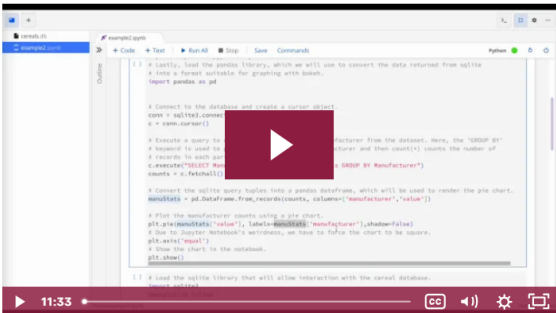 cereals.db
example2.ipynb
example2.ipynb
+ Code + Text Run All Stop Save Commands Python
Outline
[ ] # Lastly, load the pandas library, which we will use to convert the data returned from sqlite
# into a format suitable for graphing with bokeh.
import pandas as pd
# Connect to the database and create a cursor object.
conn = sqlite3.connec
c = conn.cursor()
# Execute a query to ufacturer from the dataset. Here, the "GROUP BY"
# keyword is used to p cturer and then count(*) counts the number of
# records in each par
c.execute("SELECT Man s GROUP BY Manufacturer")
counts = c.fetchall()
# Convert the sqlite query tuples into a pandas dataframe, which will be used to render the pie chart.
manuStats = pd.DataFrame.from_records(counts, columns=["manufacturer","value"])
# Plot the manufacturer counts using a pie chart.
plt.pie(manuStats['value'], labels=manuStats['manufacturer'],shadow=False)
# Due to Jupyter Notebook's weirdness, we have to force the chart to be square.
plt.axis('equal')
# Show the chart in the notebook.
plt.show()
[ ] # Load the sqlite library that will allow interaction with the cereal database.
import sqlite3
11:33
CC